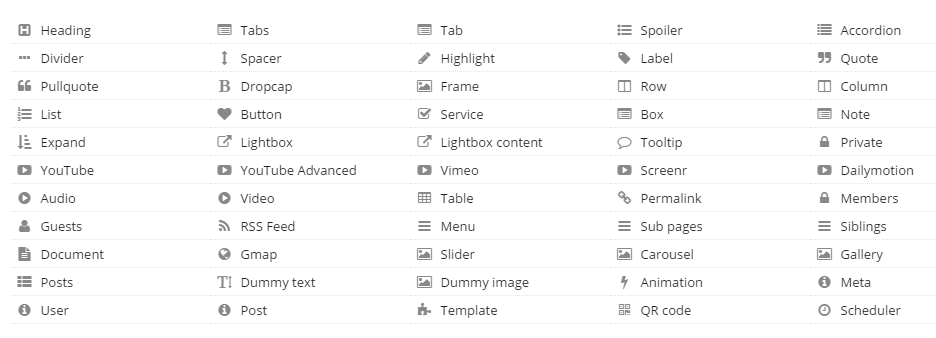 Heading Tabs Tab Spoiler Accordion
Divider Spacer Highlight Label Quote
Pullquote Dropcap Frame Row Column
List Button Service Box Note
Expand Lightbox Lightbox content Tooltip Private
YouTube YouTube Advanced Vimeo Screenr Dailymotion
Audio Video Table Permalink Members
Guests RSS Feed Menu Sub pages Siblings
Document Gmap Slider Carousel Gallery
Posts Dummy text Dummy image Animation Meta
User Post Template QR code Scheduler